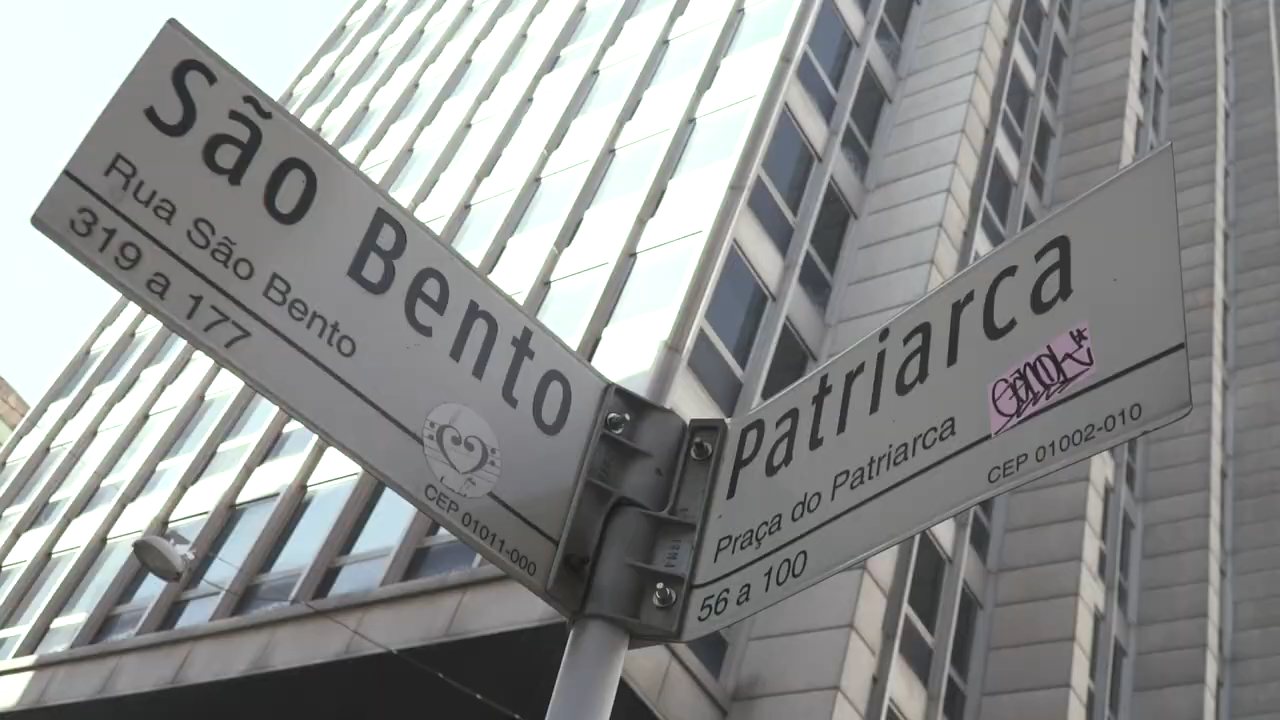 São Bento
Rua São Bento
319 a 177
CEP 01011-000
Patriarca
Praça do Patriarca
56 a 100
CEP 01002-010